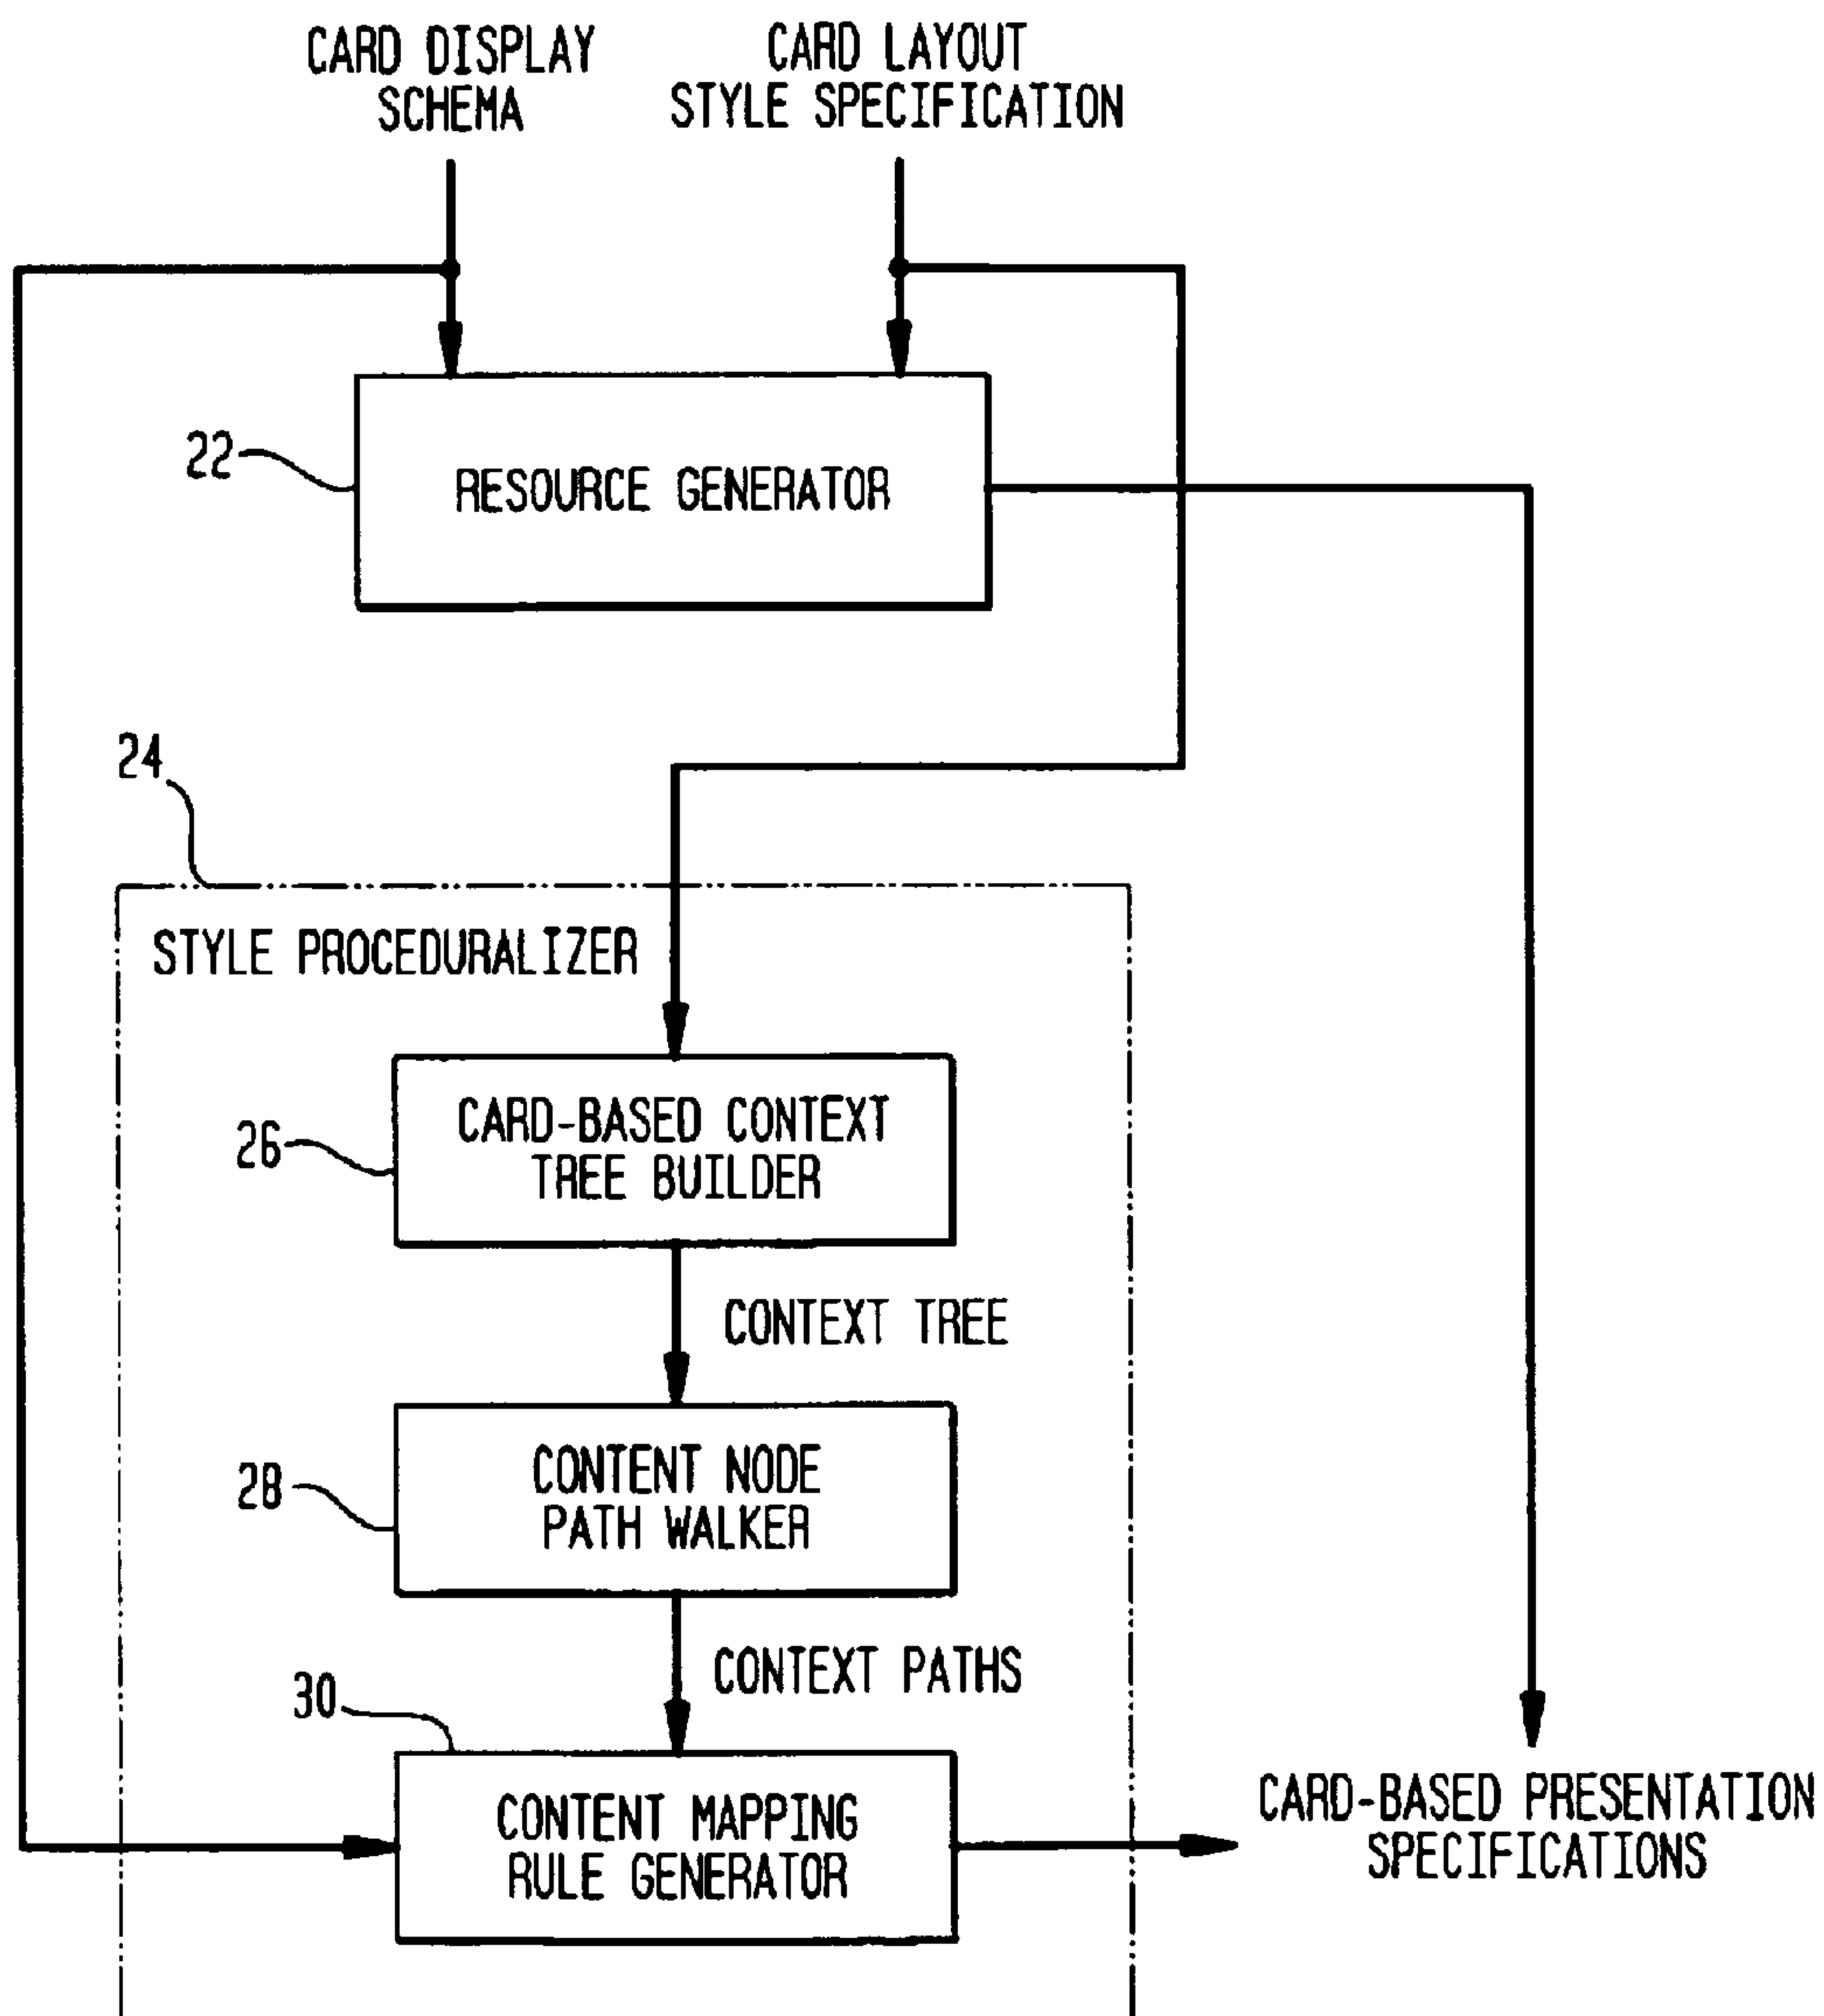 CARD DISPLAY
SCHEMA
CARD LAYOUT
STYLE SPECIFICATION
22
RESOURCE GENERATOR
24
STYLE PROCEDURALIZER
26
CARD-BASED CONTEXT
TREE BUILDER
CONTEXT TREE
28
CONTENT NODE
PATH WALKER
CONTEXT PATHS
30
CONTENT MAPPING
RULE GENERATOR
CARD-BASED PRESENTATION
SPECIFICATIONS